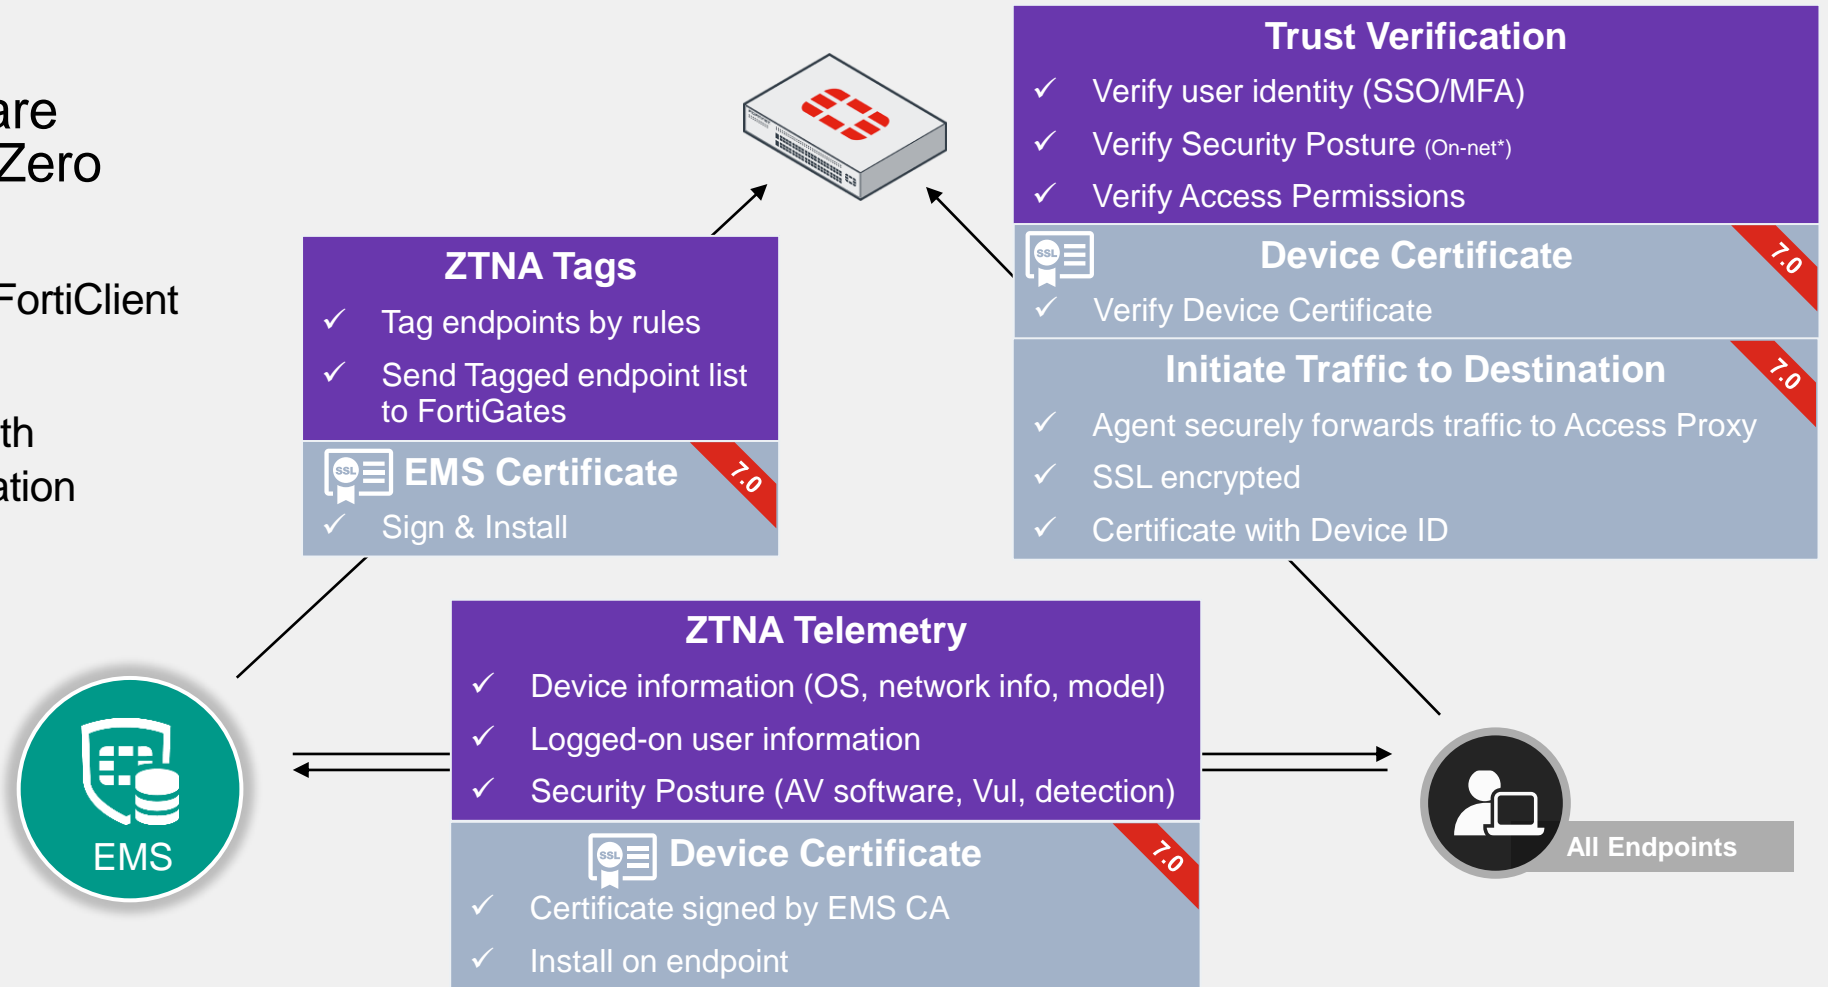 are
Zero
FortiClient
th
ation
Trust Verification
✓ Verify user identity (SSO/MFA)
✓ Verify Security Posture (On-net*)
✓ Verify Access Permissions
SSL
Device Certificate
7.0
✓ Verify Device Certificate
Initiate Traffic to Destination
7.0
✓ Agent securely forwards traffic to Access Proxy
✓ SSL encrypted
✓ Certificate with Device ID
ZTNA Tags
✓ Tag endpoints by rules
✓ Send Tagged endpoint list
to FortiGates
SSL
EMS Certificate
7.0
✓ Sign & Install
ZTNA Telemetry
✓ Device information (OS, network info, model)
✓ Logged-on user information
✓ Security Posture (AV software, Vul, detection)
SSL
Device Certificate
7.0
✓ Certificate signed by EMS CA
✓ Install on endpoint
EMS
All Endpoints